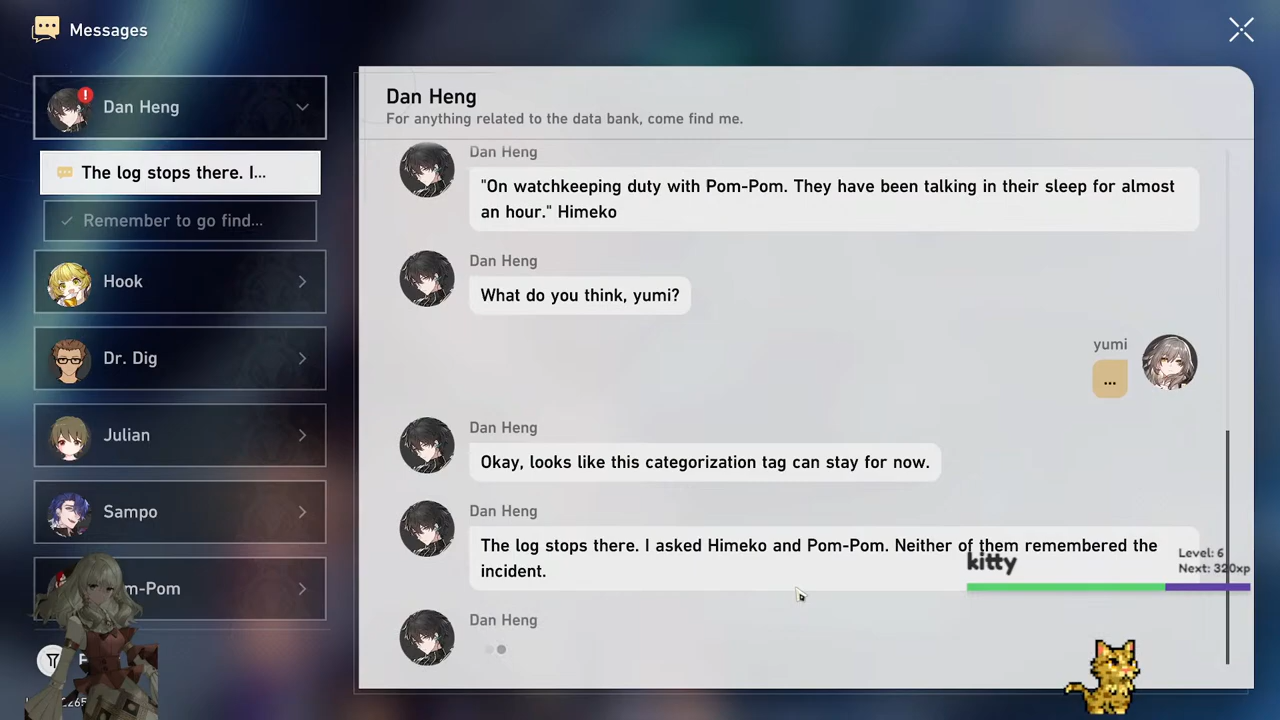 Messages
Dan Heng
The log stops there. I...
Remember to go find...
Hook
Dr. Dig
Julian
Sampo
m-Pom
Dan Heng
For anything related to the data bank, come find me.
Dan Heng
"On watchkeeping duty with Pom-Pom. They have been talking in their sleep for almost
an hour." Himeko
Dan Heng
What do you think, yumi?
yumi
...
Dan Heng
Okay, looks like this categorization tag can stay for now.
Dan Heng
The log stops there. I asked Himeko and Pom-Pom. Neither of them remembered the
incident.
Dan Heng
kitty
Level: 6
Next: 320xp